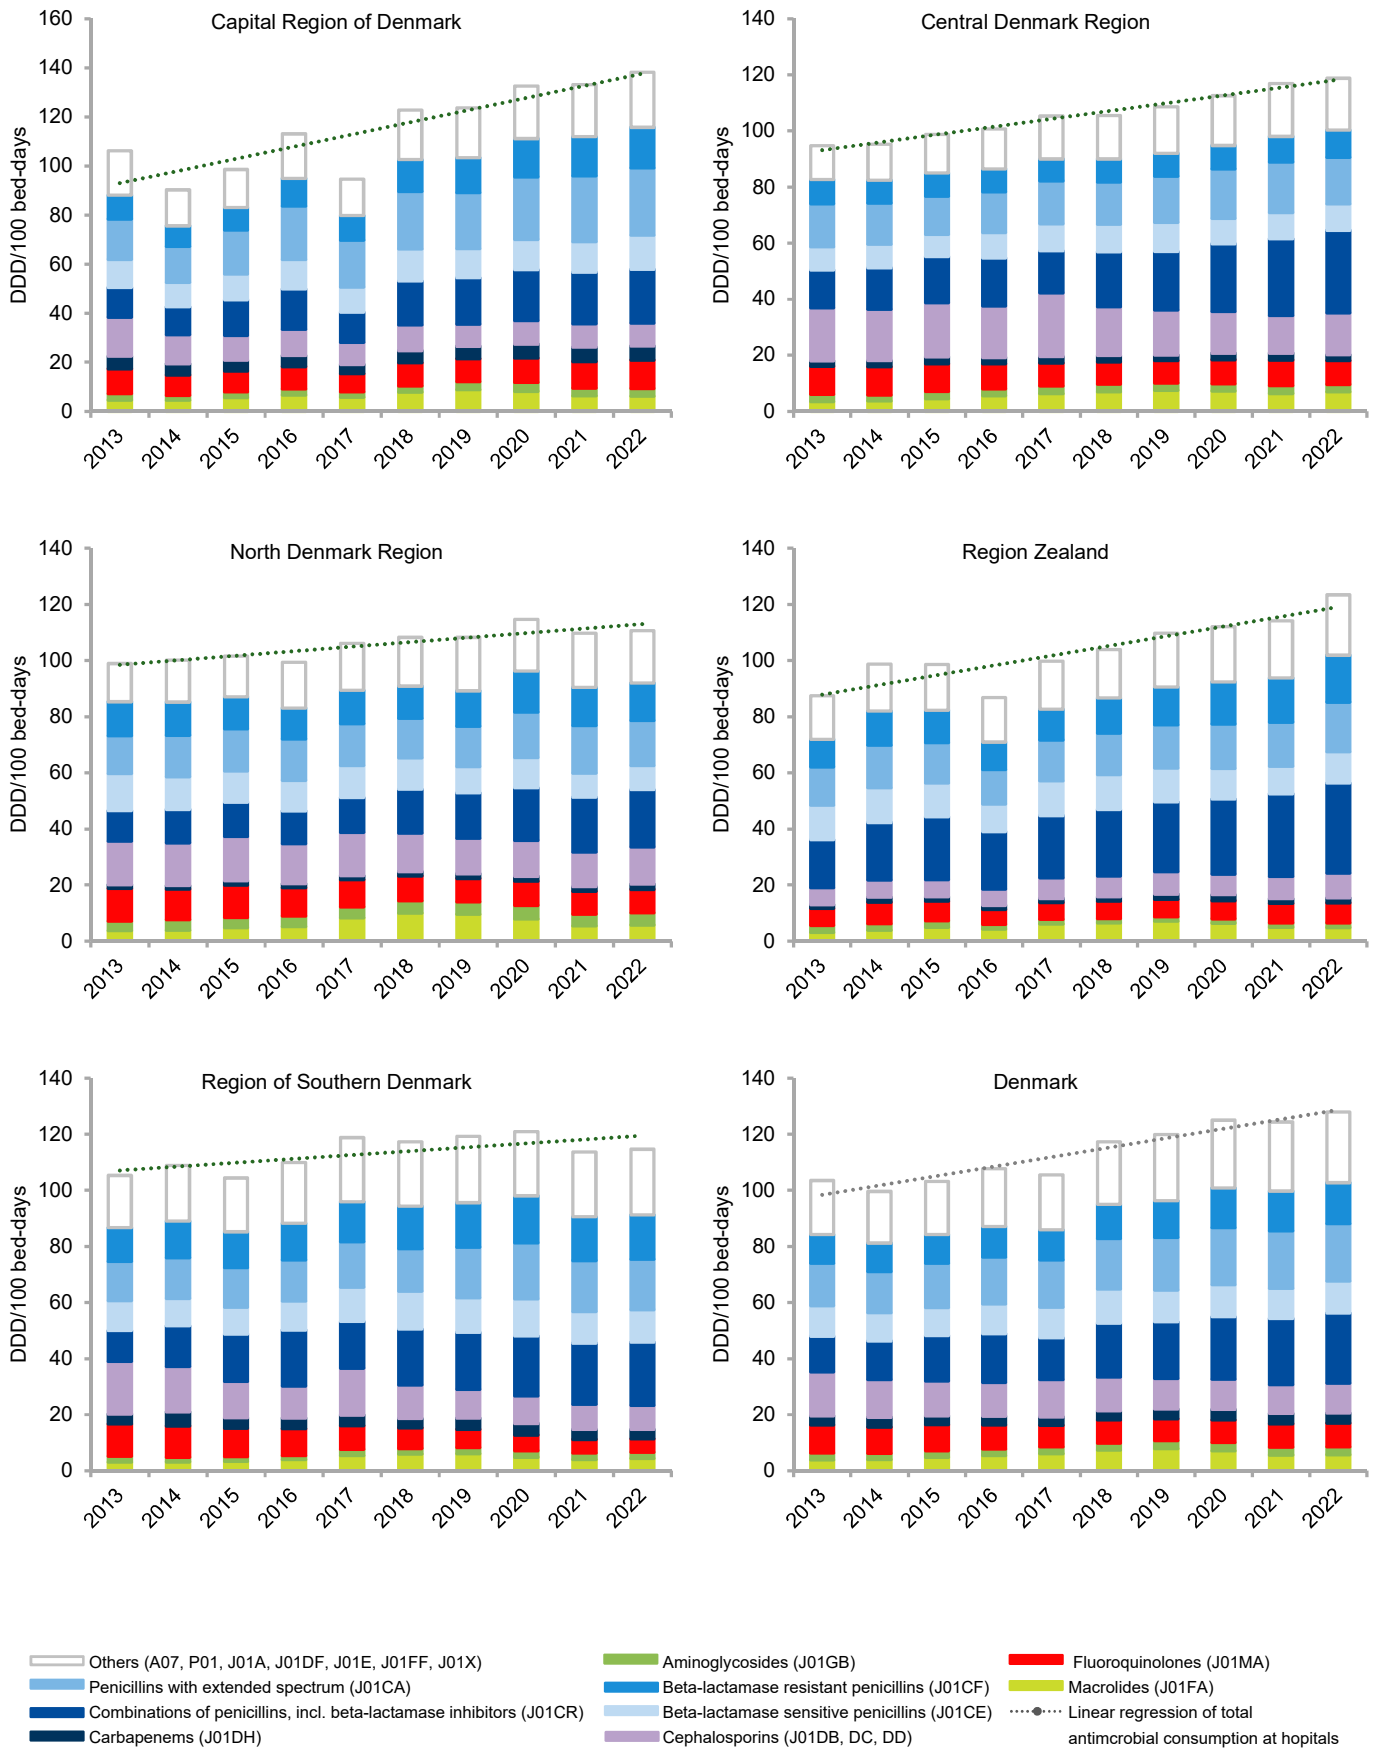 Capital Region of Denmark
DDD/100 bed-days
160
140
120
100
80
60
40
20
0
2013 2014 2015 2016 2017 2018 2019 2020 2021 2022
Central Denmark Region
DDD/100 bed-days
140
120
100
80
60
40
20
0
2013 2014 2015 2016 2017 2018 2019 2020 2021 2022
North Denmark Region
DDD/100 bed-days
140
120
100
80
60
40
20
0
2013 2014 2015 2016 2017 2018 2019 2020 2021 2022
Region Zealand
DDD/100 bed-days
140
120
100
80
60
40
20
0
2013 2014 2015 2016 2017 2018 2019 2020 2021 2022
Region of Southern Denmark
DDD/100 bed-days
140
120
100
80
60
40
20
0
2013 2014 2015 2016 2017 2018 2019 2020 2021 2022
Denmark
DDD/100 bed-days
140
120
100
80
60
40
20
0
2013 2014 2015 2016 2017 2018 2019 2020 2021 2022
Others (A07, P01, J01A, J01DF, J01E, J01FF, J01X)
Penicillins with extended spectrum (J01CA)
Combinations of penicillins, incl. beta-lactamase inhibitors (J01CR)
Carbapenems (J01DH)
Aminoglycosides (J01GB)
Beta-lactamase resistant penicillins (J01CF)
Beta-lactamase sensitive penicillins (J01CE)
Cephalosporins (J01DB, DC, DD)
Fluoroquinolones (J01MA)
Macrolides (J01FA)
Linear regression of total
antimcrobial consumption at hopitals